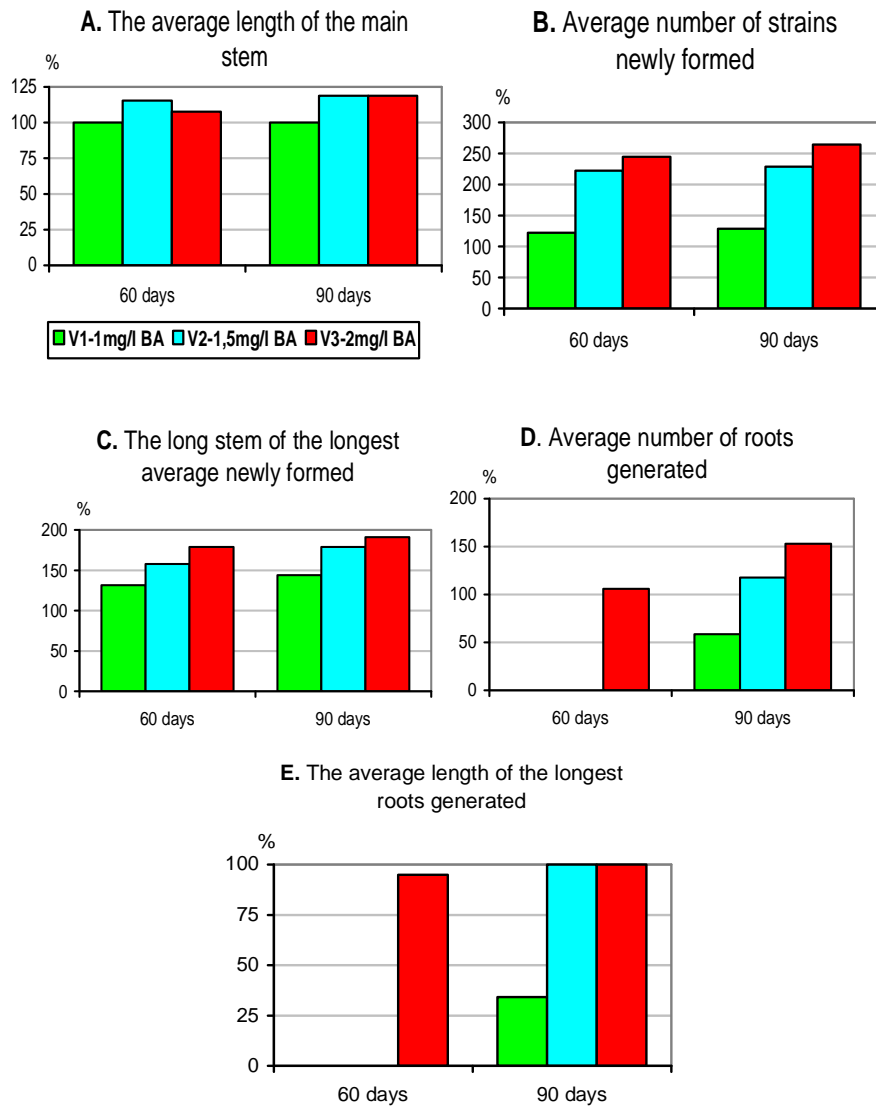 A. The average length of the main
stem
%
125
100
75
50
25
0
60 days
90 days
V1-1mg/l BA
V2-1,5mg/l BA
V3-2mg/l BA
B. Average number of strains
newly formed
%
300
250
200
150
100
50
0
60 days
90 days
C. The long stem of the longest
average newly formed
%
200
150
100
50
0
60 days
90 days
D. Average number of roots
generated
%
200
150
100
50
0
60 days
90 days
E. The average length of the longest
roots generated
%
100
75
50
25
0
60 days
90 days